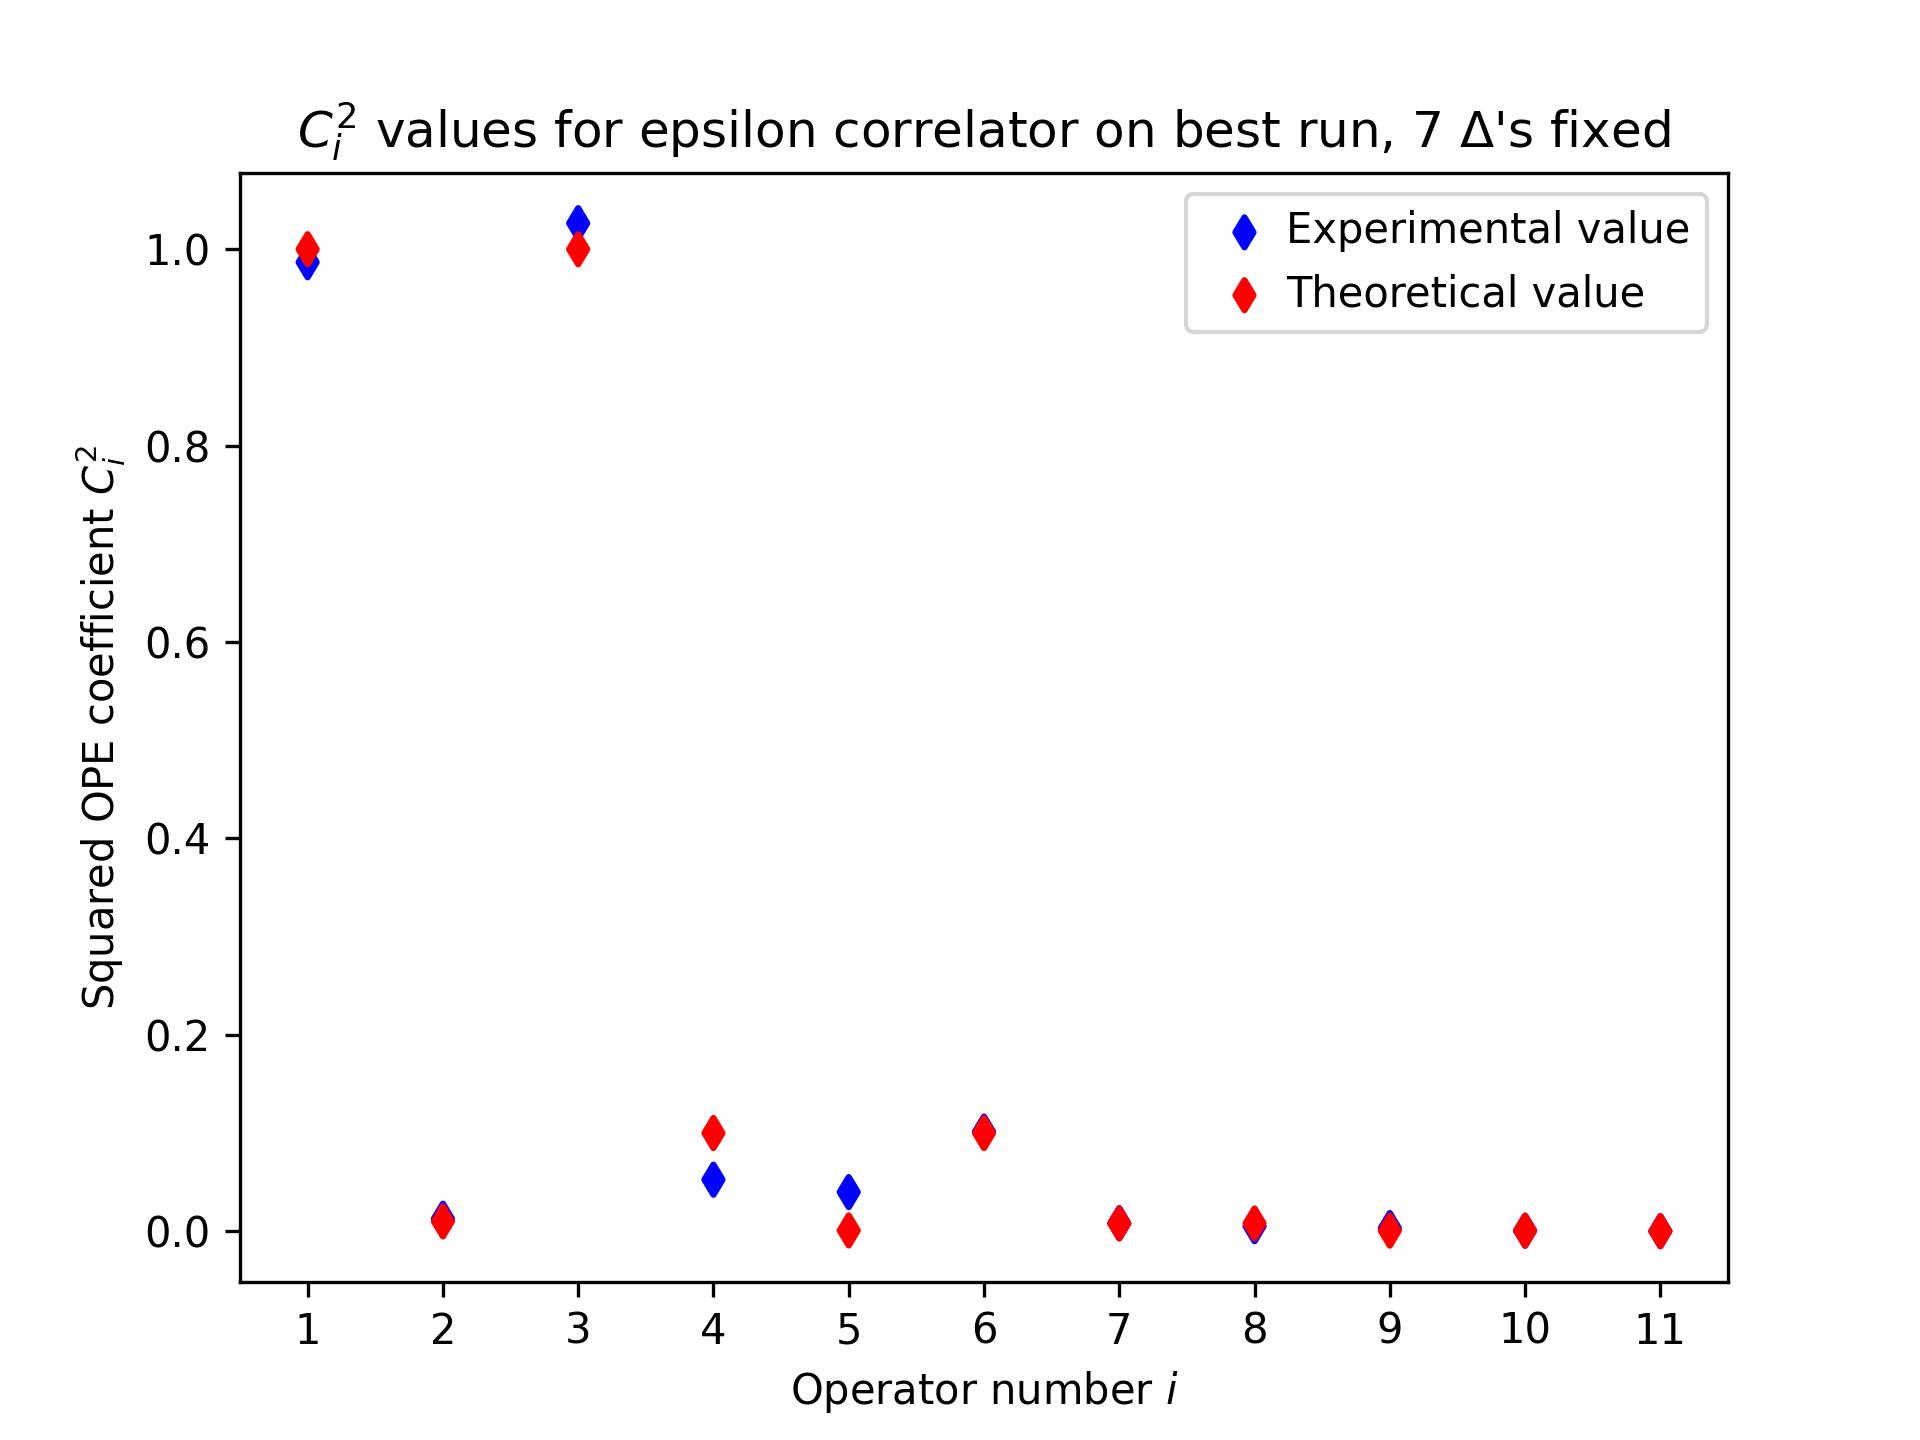 $C_i^2$ values for epsilon correlator on best run, 7 Δ's fixed
Experimental value
Theoretical value
Squared OPE coefficient $C_i^2$
1.0
0.8
0.6
0.4
0.2
0.0
1 2 3 4 5 6 7 8 9 10 11
Operator number i